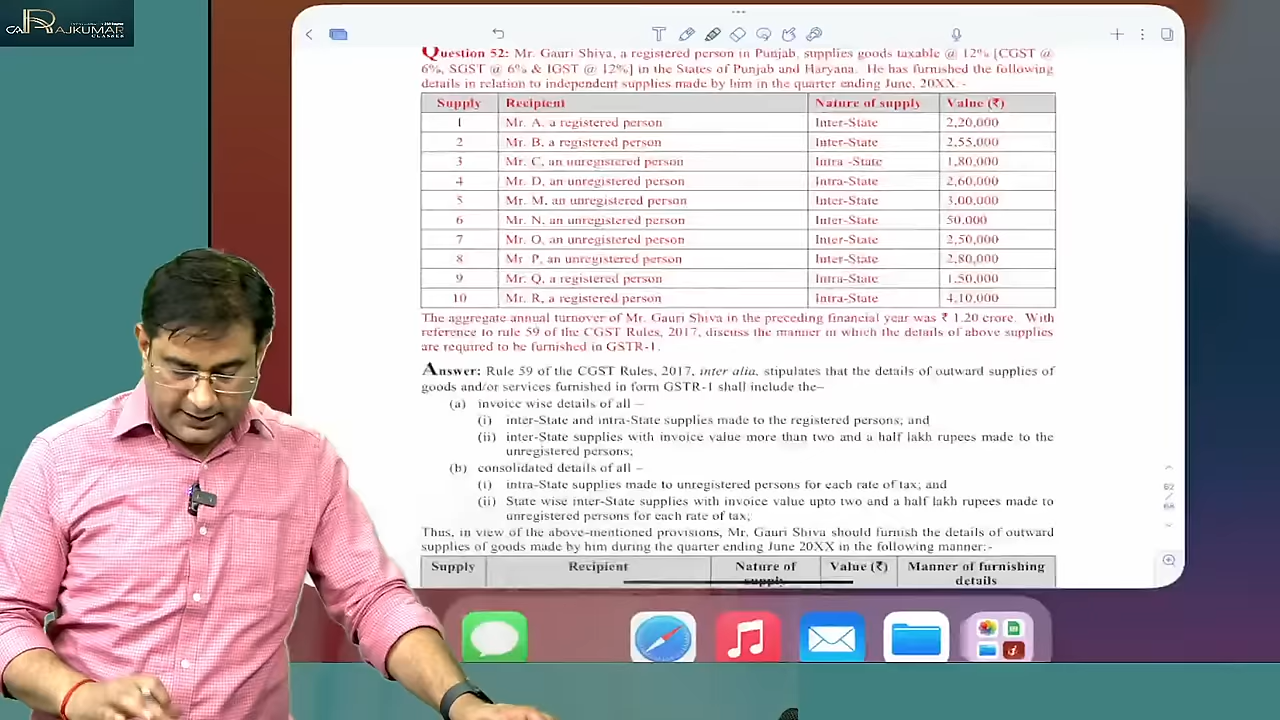 CA RAJKUMAR
CLASSES
Question 52: Mr. Gauri Shiva, a registered person in Punjab, supplies goods taxable @ 12% [CGST @
6%, SGST @ 6% & IGST @ 12%] in the States of Punjab and Haryana. He has furnished the following
details in relation to independent supplies made by him in the quarter ending June, 20XX. -
Supply Recipient Nature of supply Value (₹)
1 Mr. A, a registered person Inter-State 2,20,000
2 Mr. B, a registered person Inter-State 2,55,000
3 Mr. C, an unregistered person Intra -State 1,80,000
4 Mr. D, an unregistered person Intra-State 2,60,000
5 Mr. M, an unregistered person Inter-State 3,00,000
6 Mr. N, an unregistered person Inter-State 50,000
7 Mr. O, an unregistered person Inter-State 2,50,000
8 Mr. P, an unregistered person Inter-State 2,80,000
9 Mr. Q, a registered person Intra-State 1,50,000
10 Mr. R, a registered person Intra-State 4,10,000
The aggregate annual turnover of Mr. Gauri Shiva in the preceding financial year was ₹ 1.20 crore. With
reference to rule 59 of the CGST Rules, 2017, discuss the manner in which the details of above supplies
are required to be furnished in GSTR-1.
Answer: Rule 59 of the CGST Rules, 2017, inter alia, stipulates that the details of outward supplies of
goods and/or services furnished in form GSTR-1 shall include the–
(a) invoice wise details of all –
(i) inter-State and intra-State supplies made to the registered persons; and
(ii) inter-State supplies with invoice value more than two and a half lakh rupees made to the
unregistered persons;
(b) consolidated details of all –
(i) intra-State supplies made to unregistered persons for each rate of tax; and
(ii) State wise inter-State supplies with invoice value upto two and a half lakh rupees made to
unregistered persons for each rate of tax;
Thus, in view of the above-mentioned provisions, Mr. Gauri Shiva should furnish the details of outward
supplies of goods made by him during the quarter ending June 20XX in the following manner:-
Supply Recipient Nature of supply Value (₹) Manner of furnishing details